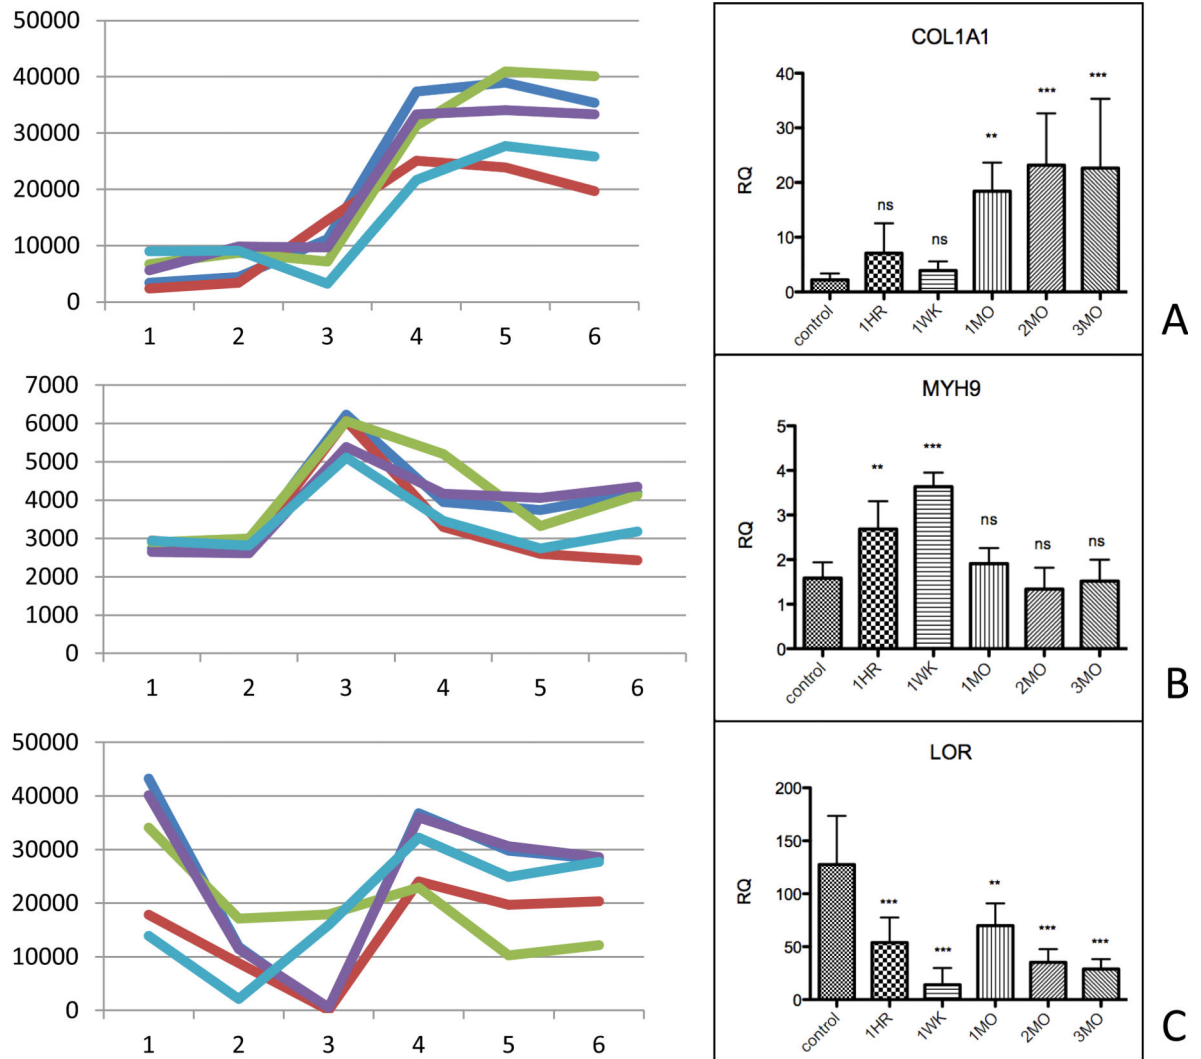 50000
40000
30000
20000
10000
0
1 2 3 4 5 6
COL1A1
40
30
20
10
0
RQ
ns
ns
**
***
***
control 1HR 1WK 1MO 2MO 3MO
A
7000
6000
5000
4000
3000
2000
1000
0
1 2 3 4 5 6
MYH9
5
4
3
2
1
0
RQ
**
***
ns
ns
ns
control 1HR 1WK 1MO 2MO 3MO
B
50000
40000
30000
20000
10000
0
1 2 3 4 5 6
LOR
200
150
100
50
0
RQ
***
***
**
***
***
control 1HR 1WK 1MO 2MO 3MO
C